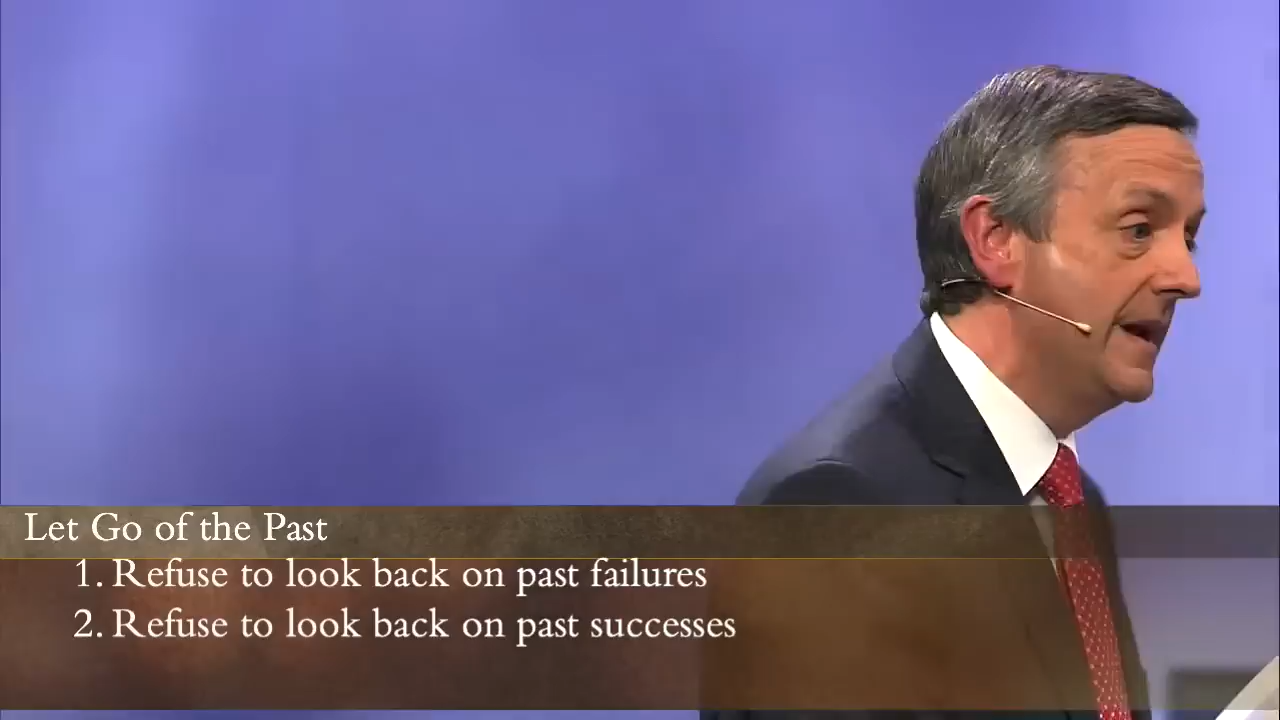 Let Go of the Past
1. Refuse to look back on past failures
2. Refuse to look back on past successes